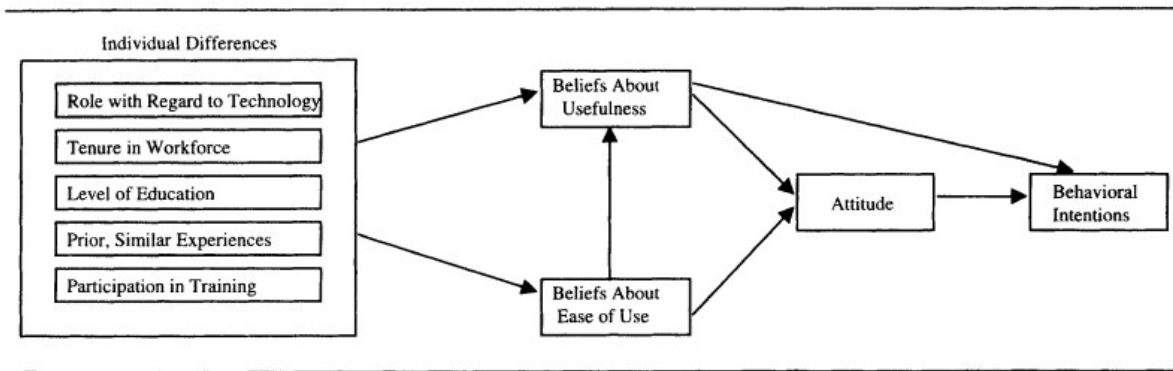 Individual Differences
Role with Regard to Technology
Tenure in Workforce
Level of Education
Prior, Similar Experiences
Participation in Training
Beliefs About
Usefulness
Beliefs About
Ease of Use
Attitude
Behavioral
Intentions